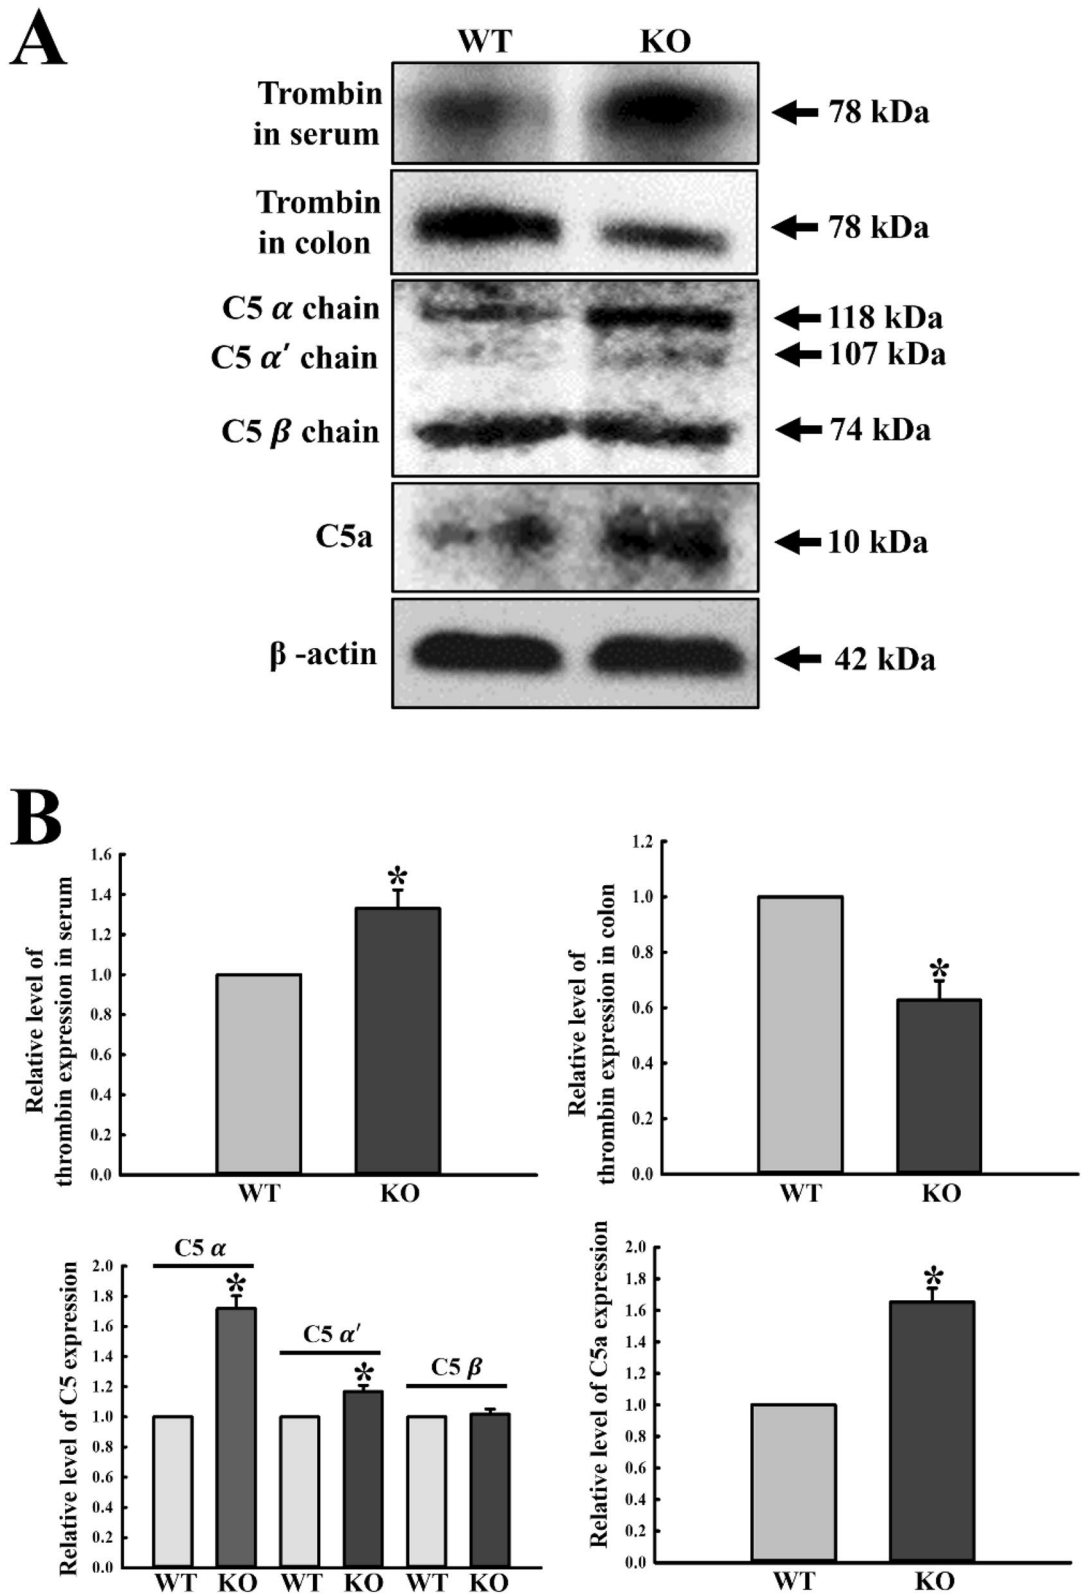 A
WT KO
Trombin
in serum
78 kDa
Trombin
in colon
78 kDa
C5 α chain
118 kDa
C5 α′ chain
107 kDa
C5 β chain
74 kDa
C5a
10 kDa
β -actin
42 kDa
B
Relative level of
thrombin expression in serum
1.6
1.4
1.2
1.0
0.8
0.6
0.4
0.2
0.0
*
WT KO
Relative level of
thrombin expression in colon
1.2
1.0
0.8
0.6
0.4
0.2
0.0
*
WT KO
Relative level of C5 expression
2.0
1.8
1.6
1.4
1.2
1.0
0.8
0.6
0.4
0.2
0.0
C5 α
*
C5 α′
*
C5 β
WT KO WT KO WT KO
Relative level of C5a expression
2.0
1.8
1.6
1.4
1.2
1.0
0.8
0.6
0.4
0.2
0.0
*
WT KO